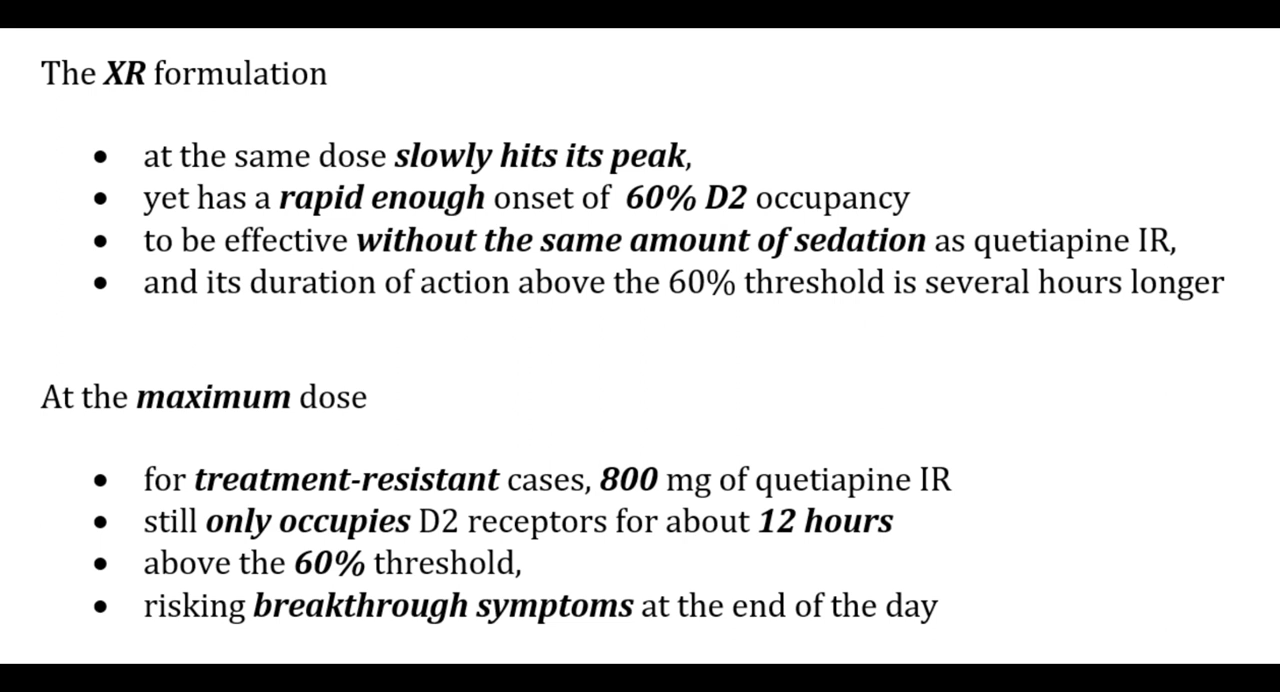 The XR formulation
• at the same dose slowly hits its peak,
• yet has a rapid enough onset of 60% D2 occupancy
• to be effective without the same amount of sedation as quetiapine IR,
• and its duration of action above the 60% threshold is several hours longer
At the maximum dose
• for treatment-resistant cases, 800 mg of quetiapine IR
• still only occupies D2 receptors for about 12 hours
• above the 60% threshold,
• risking breakthrough symptoms at the end of the day